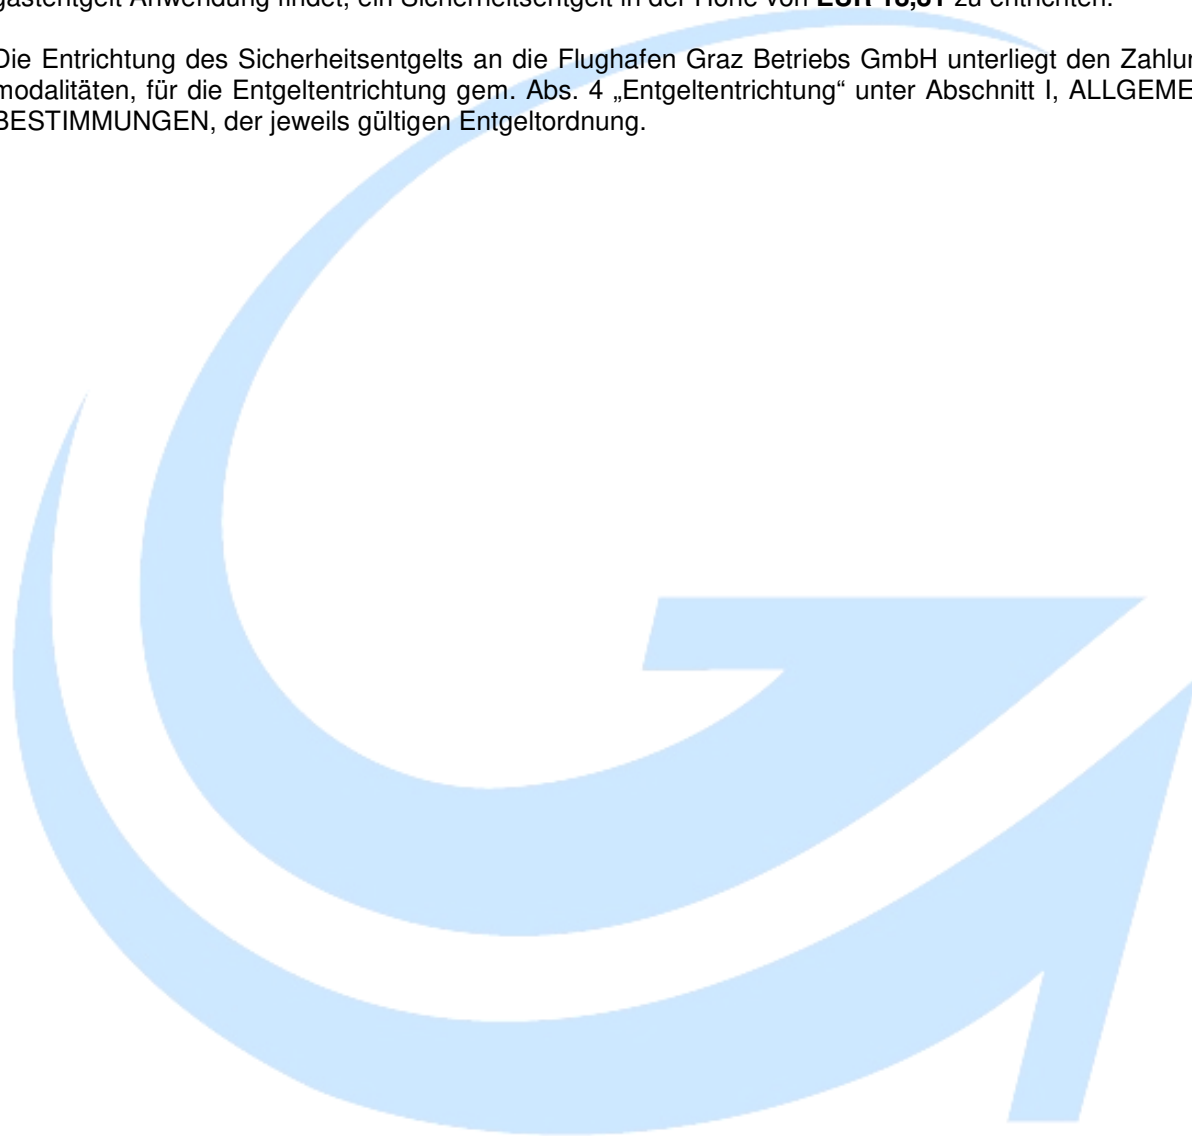 gastentgelt Anwendung findet, ein Sicherheitsentgelt in der Höhe von EUR zu entrichten.
Die Entrichtung des Sicherheitsentgelts an die Flughafen Graz Betriebs GmbH unterliegt den Zahlun
modalitäten, für die Entgeltentrichtung gem. Abs. 4 „Entgeltentrichtung“ unter Abschnitt I, ALLGEME
BESTIMMUNGEN, der jeweils gültigen Entgeltordnung.